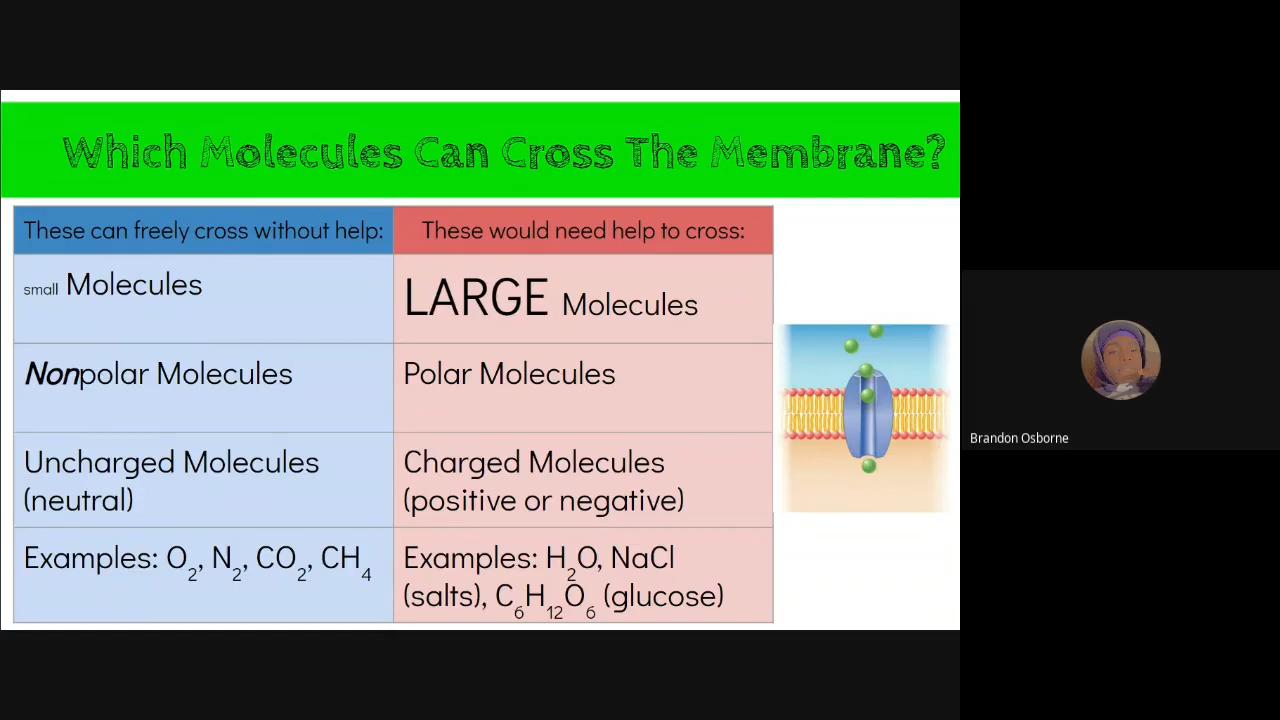 Which Molecules Can Cross The Membrane?
These can freely cross without help:
These would need help to cross:
small Molecules
LARGE Molecules
Nonpolar Molecules
Polar Molecules
Uncharged Molecules
(neutral)
Charged Molecules
(positive or negative)
Examples: O₂, N₂, CO₂, CH₄
Examples: H₂O, NaCl
(salts), C₆H₁₂O₆ (glucose)
Brandon Osborne